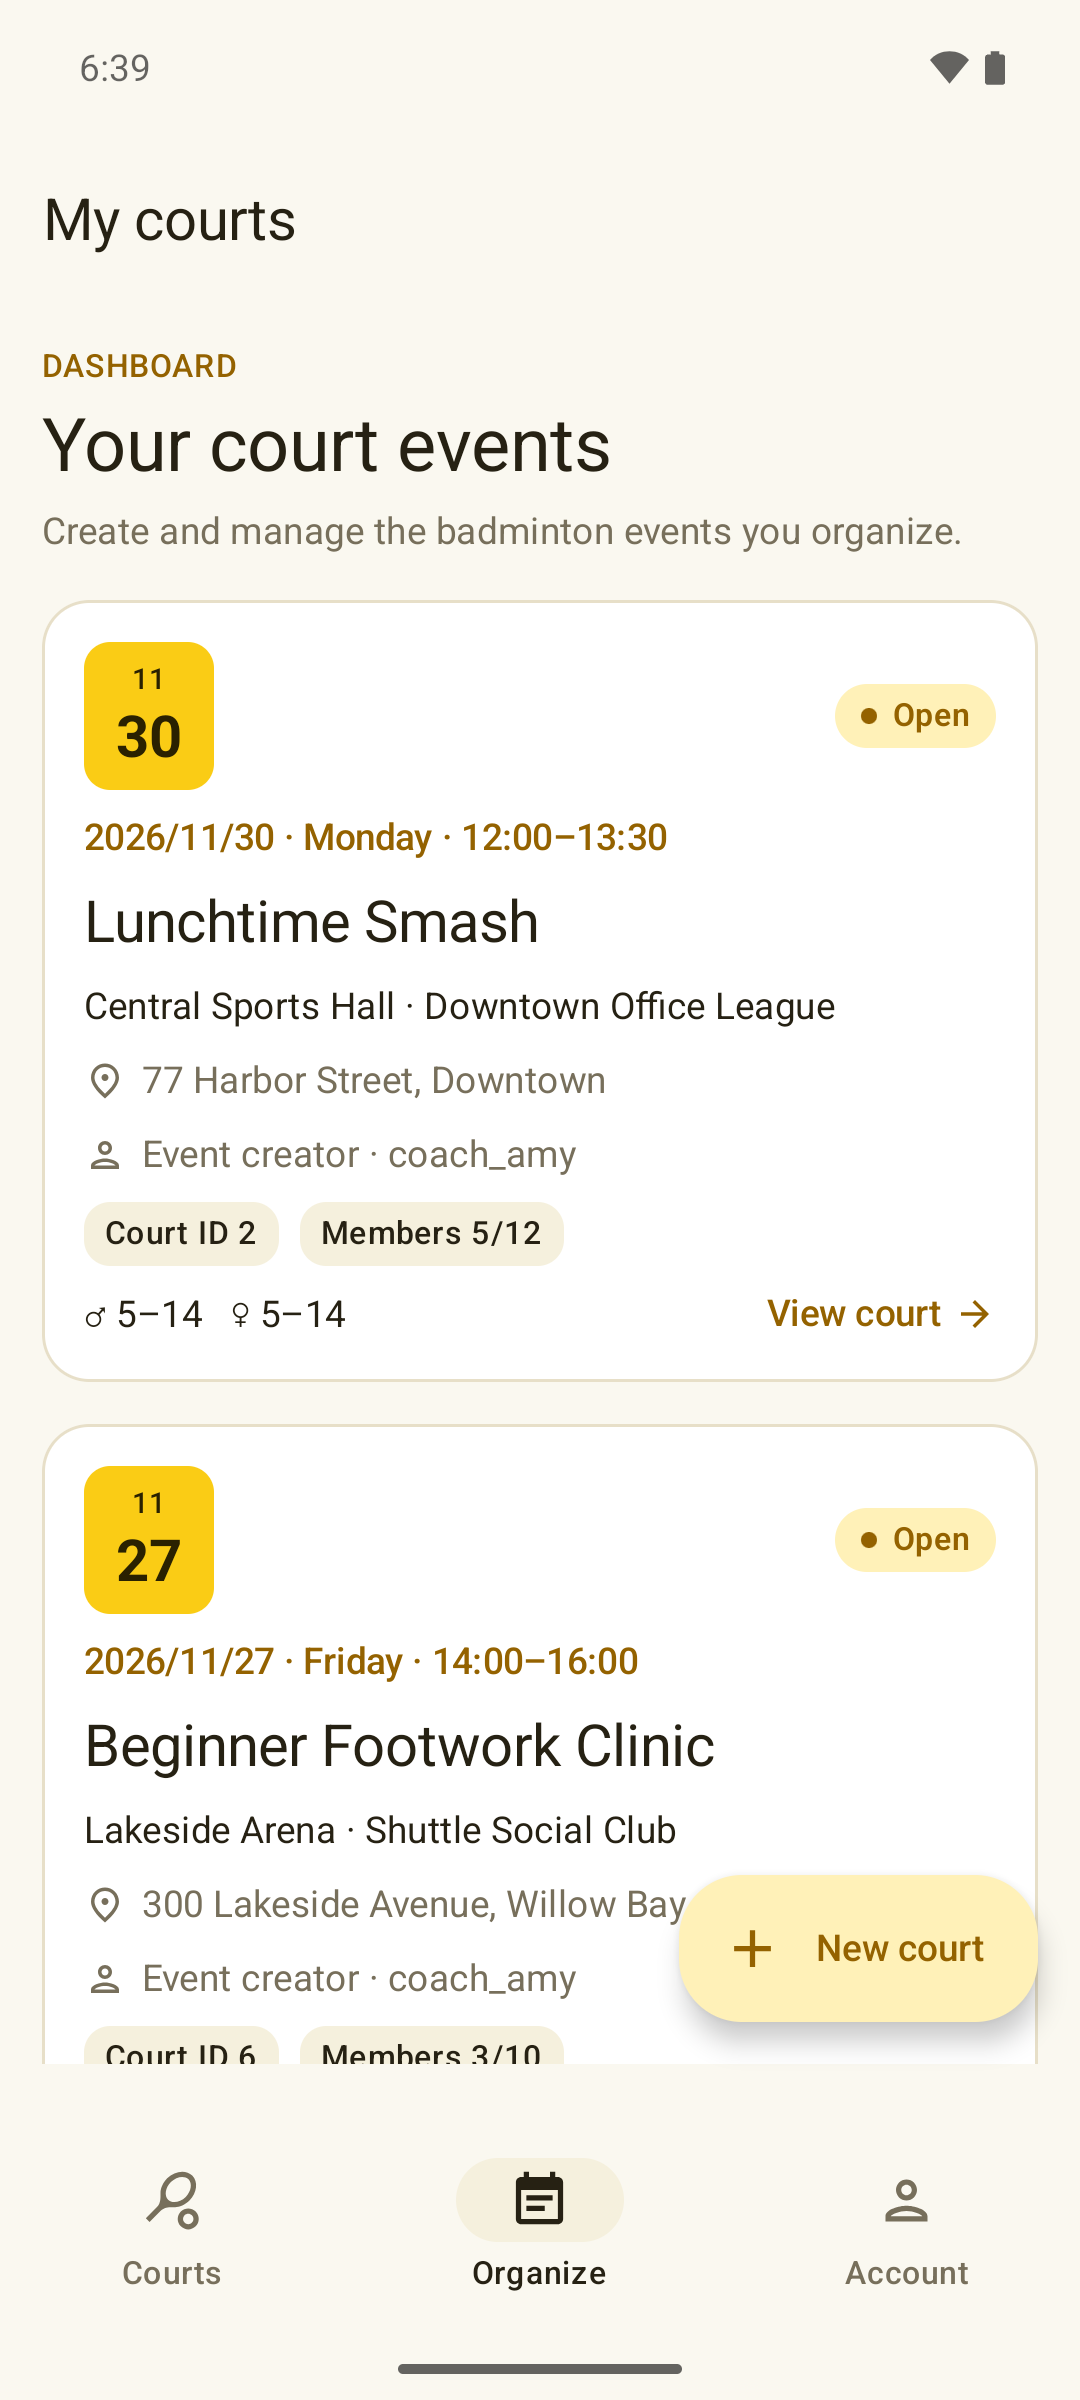 6:39
My courts
DASHBOARD
Your court events
Create and manage the badminton events you organize.
11
30
Open
2026/11/30 · Monday · 12:00–13:30
Lunchtime Smash
Central Sports Hall · Downtown Office League
77 Harbor Street, Downtown
Event creator · coach_amy
Court ID 2
Members 5/12
♂ 5–14 ♀ 5–14
View court →
11
27
Open
2026/11/27 · Friday · 14:00–16:00
Beginner Footwork Clinic
Lakeside Arena · Shuttle Social Club
300 Lakeside Avenue, Willow Bay
Event creator · coach_amy
New court
Court ID 6
Members 3/10
Courts
Organize
Account